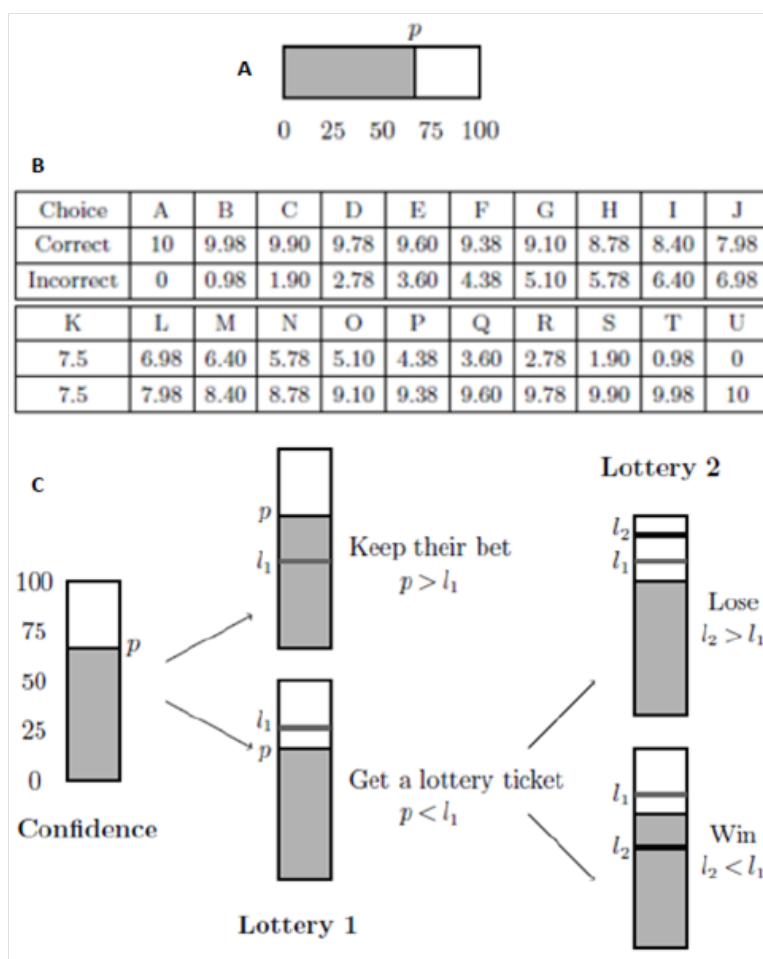 p
A
0 25 50 75 100
B
Choice A B C D E F G H I J
Correct 10 9.98 9.90 9.78 9.60 9.38 9.10 8.78 8.40 7.98
Incorrect 0 0.98 1.90 2.78 3.60 4.38 5.10 5.78 6.40 6.98
K L M N O P Q R S T U
7.5 6.98 6.40 5.78 5.10 4.38 3.60 2.78 1.90 0.98 0
7.5 7.98 8.40 8.78 9.10 9.38 9.60 9.78 9.90 9.98 10
C
100
75
50
25
0
p
Confidence
p
l₁
Keep their bet
p > l₁
l₁
p
Get a lottery ticket
p < l₁
Lottery 1
Lottery 2
l₂
l₁
Lose
l₂ > l₁
l₁
l₂
Win
l₂ < l₁